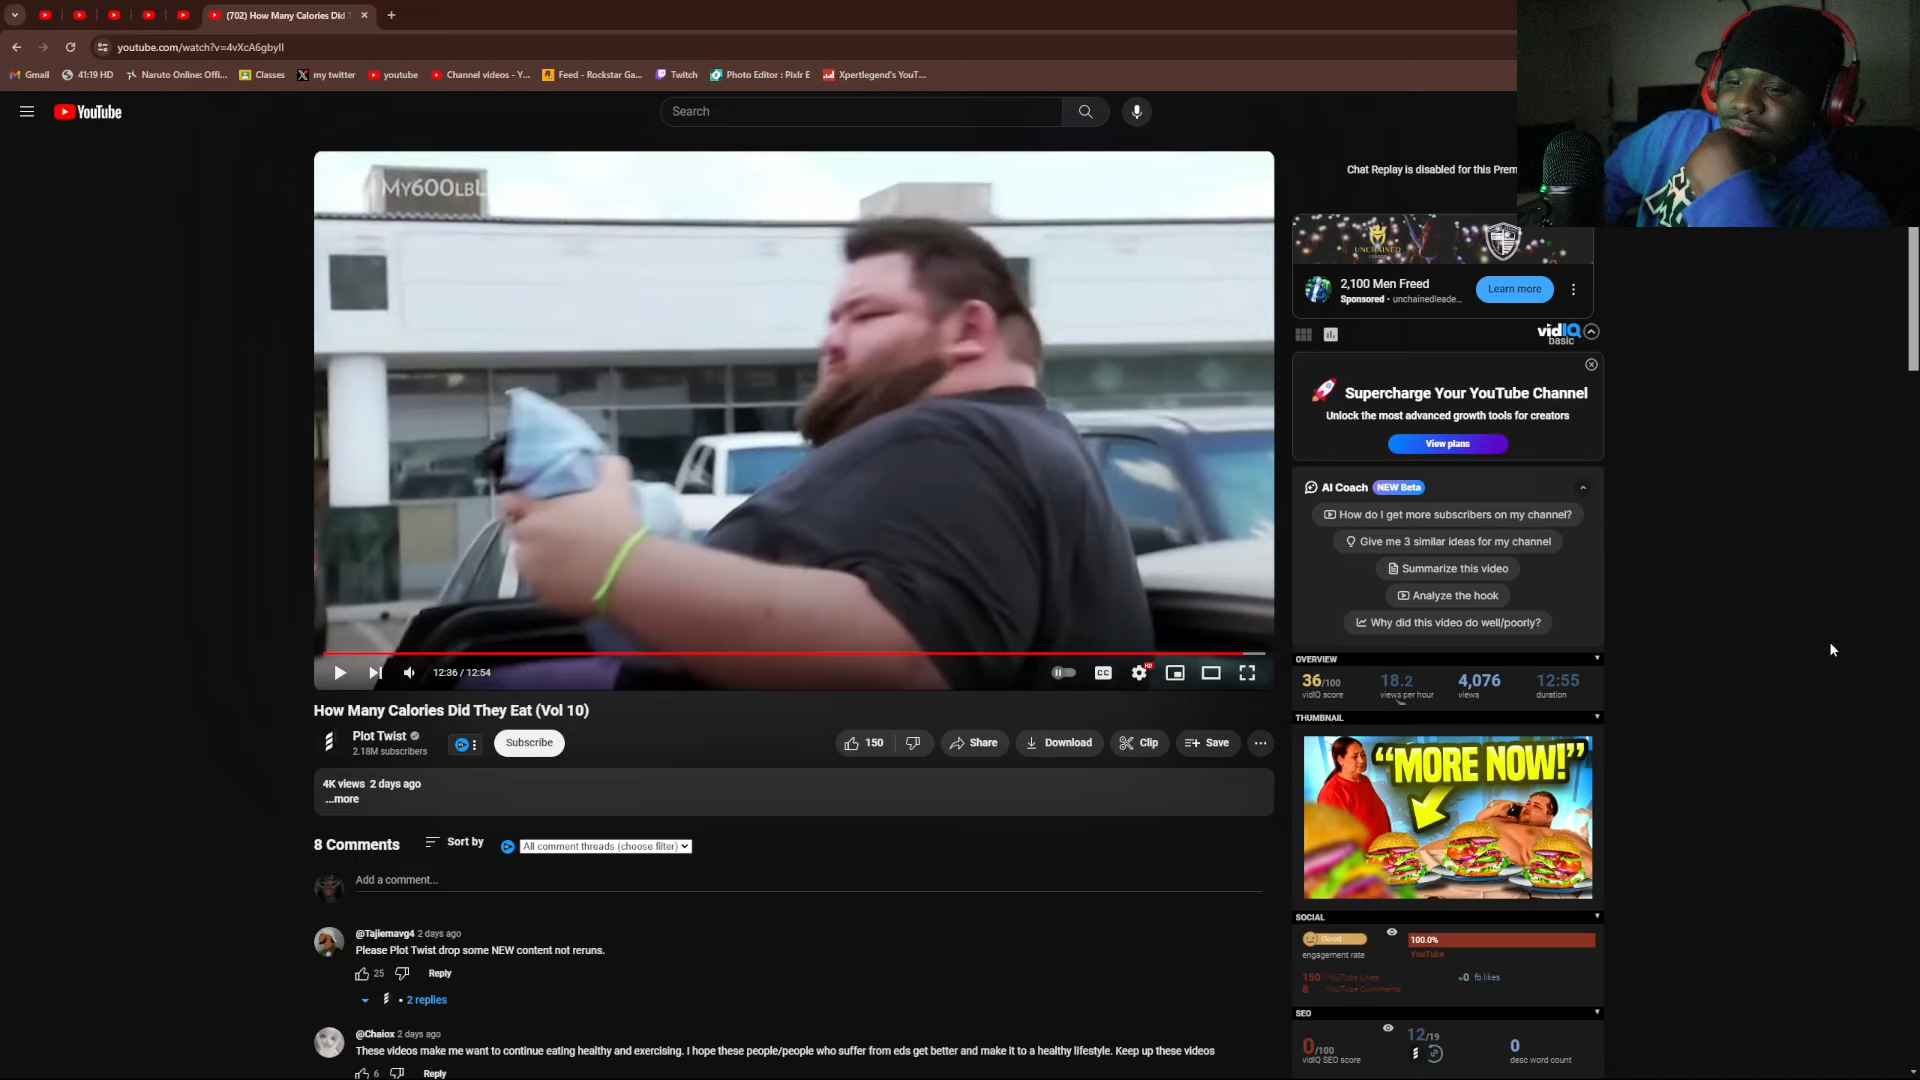 (702) How Many Calories Did T
youtube.com/watch?v=4vXcA6gbyII
Gmail
41:19 HD
Naruto Online: Offi...
Classes
my twitter
youtube
Channel videos - Y...
Feed - Rockstar Ga...
Twitch
Photo Editor : Pixlr E
Xpertlegend's YouT...
YouTube
Search
Chat Replay is disabled for this Prem
MY600LBL
UNCHAINED
2,100 Men Freed
Sponsored • unchainedleade...
Learn more
vidIQ
basic
Supercharge Your YouTube Channel
Unlock the most advanced growth tools for creators
View plans
AI Coach NEW Beta
How do I get more subscribers on my channel?
Give me 3 similar ideas for my channel
Summarize this video
Analyze the hook
Why did this video do well/poorly?
12:36 / 12:54
CC
HD
OVERVIEW
36/100
vidIQ score
18.2
views per hour
4,076
views
12:55
duration
THUMBNAIL
"MORE NOW!"
How Many Calories Did They Eat (Vol 10)
Plot Twist
2.18M subscribers
Subscribe
150
Share
Download
Clip
Save
4K views 2 days ago
...more
8 Comments
Sort by
All comment threads (choose filter)
Add a comment...
@Tajiemavg4 2 days ago
Please Plot Twist drop some NEW content not reruns.
25
Reply
• 2 replies
@Chaiox 2 days ago
These videos make me want to continue eating healthy and exercising. I hope these people/people who suffer from eds get better and make it to a healthy lifestyle. Keep up these videos
6
Reply
SOCIAL
Good
engagement rate
100.0%
YouTube
150 YouTube Likes
0 fb likes
8 YouTube Comments
SEO
0/100
vidIQ SEO score
12/19
0
desc word count